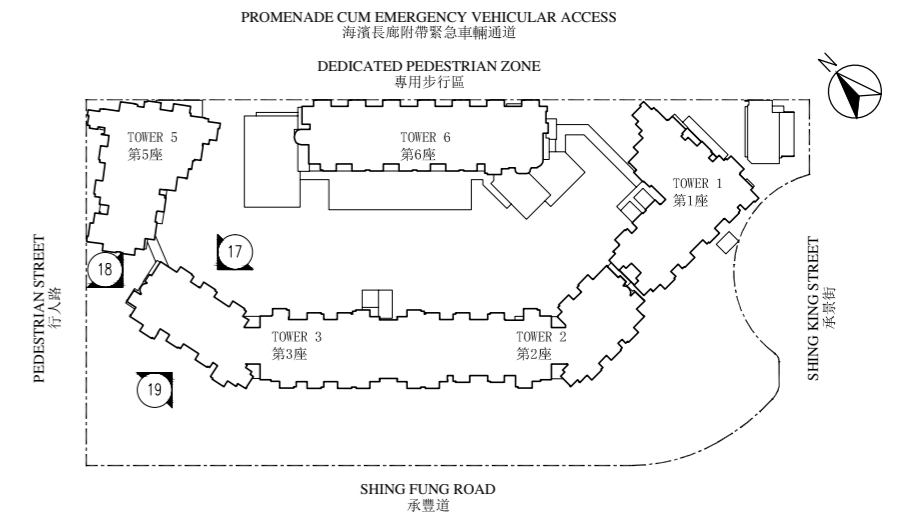 PROMENADE CUM EMERGENCY VEHICULAR ACCESS
海濱長廊附帶緊急車輛通道
DEDICATED PEDESTRIAN ZONE
專用步行區
N
TOWER 5
第5座
TOWER 6
第6座
TOWER 1
第1座
17
18
PEDESTRIAN STREET
行人路
SHING KING STREET
承景街
TOWER 3
第3座
TOWER 2
第2座
19
SHING FUNG ROAD
承豐道